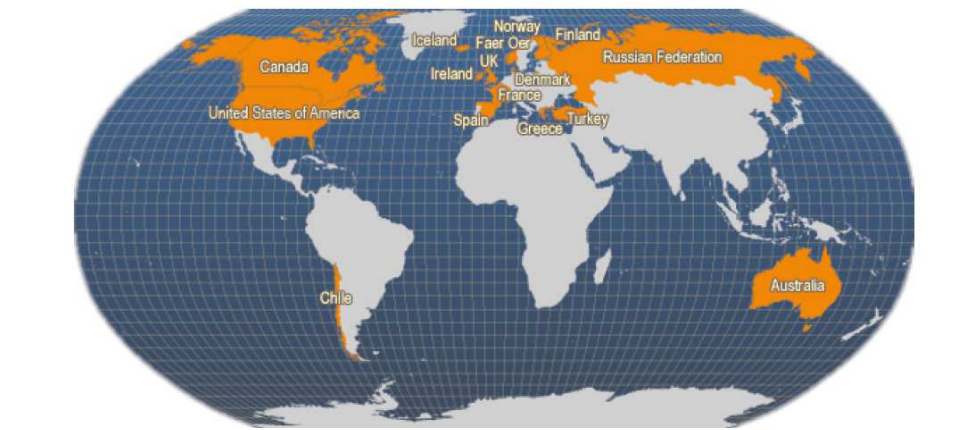 Norway
Iceland
Faer Oer
Finland
UK
Russian Federation
Canada
Ireland
Denmark
France
United States of America
Spain
Greece
Turkey
Australia
Chile